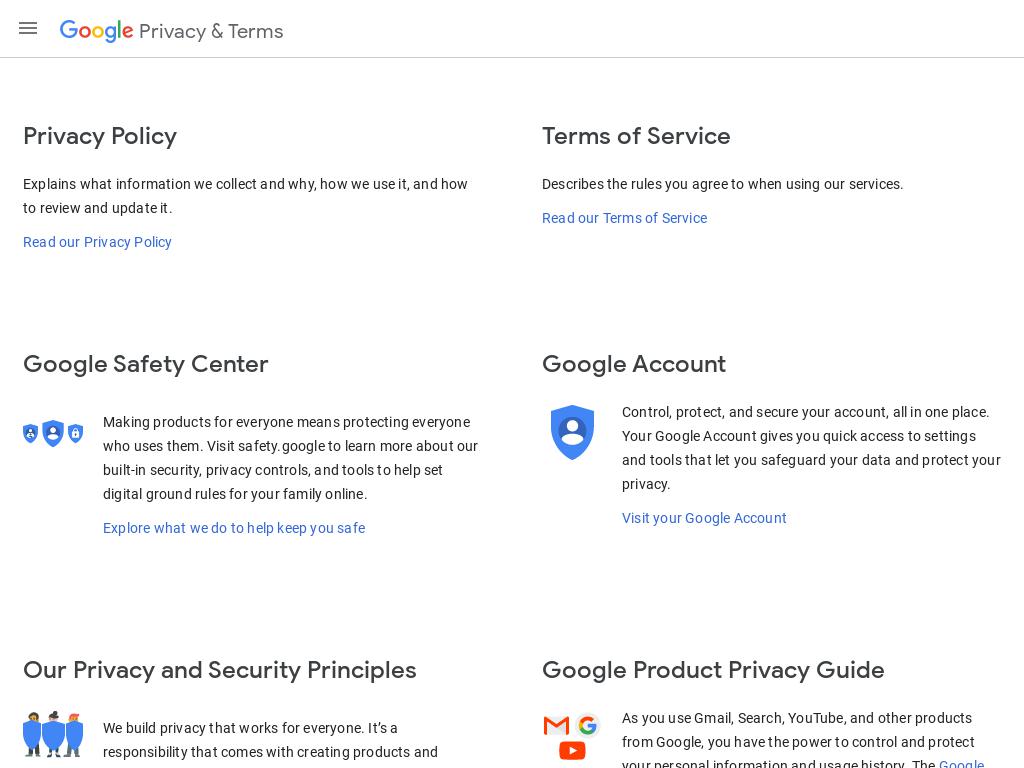 Google Privacy & Terms
Privacy Policy
Explains what information we collect and why, how we use it, and how
to review and update it.
Read our Privacy Policy
Terms of Service
Describes the rules you agree to when using our services.
Read our Terms of Service
Google Safety Center
Making products for everyone means protecting everyone
who uses them. Visit safety.google to learn more about our
built-in security, privacy controls, and tools to help set
digital ground rules for your family online.
Explore what we do to help keep you safe
Google Account
Control, protect, and secure your account, all in one place.
Your Google Account gives you quick access to settings
and tools that let you safeguard your data and protect your
privacy.
Visit your Google Account
Our Privacy and Security Principles
We build privacy that works for everyone. It’s a
responsibility that comes with creating products and
Google Product Privacy Guide
As you use Gmail, Search, YouTube, and other products
from Google, you have the power to control and protect
your personal information and usage history. The Google